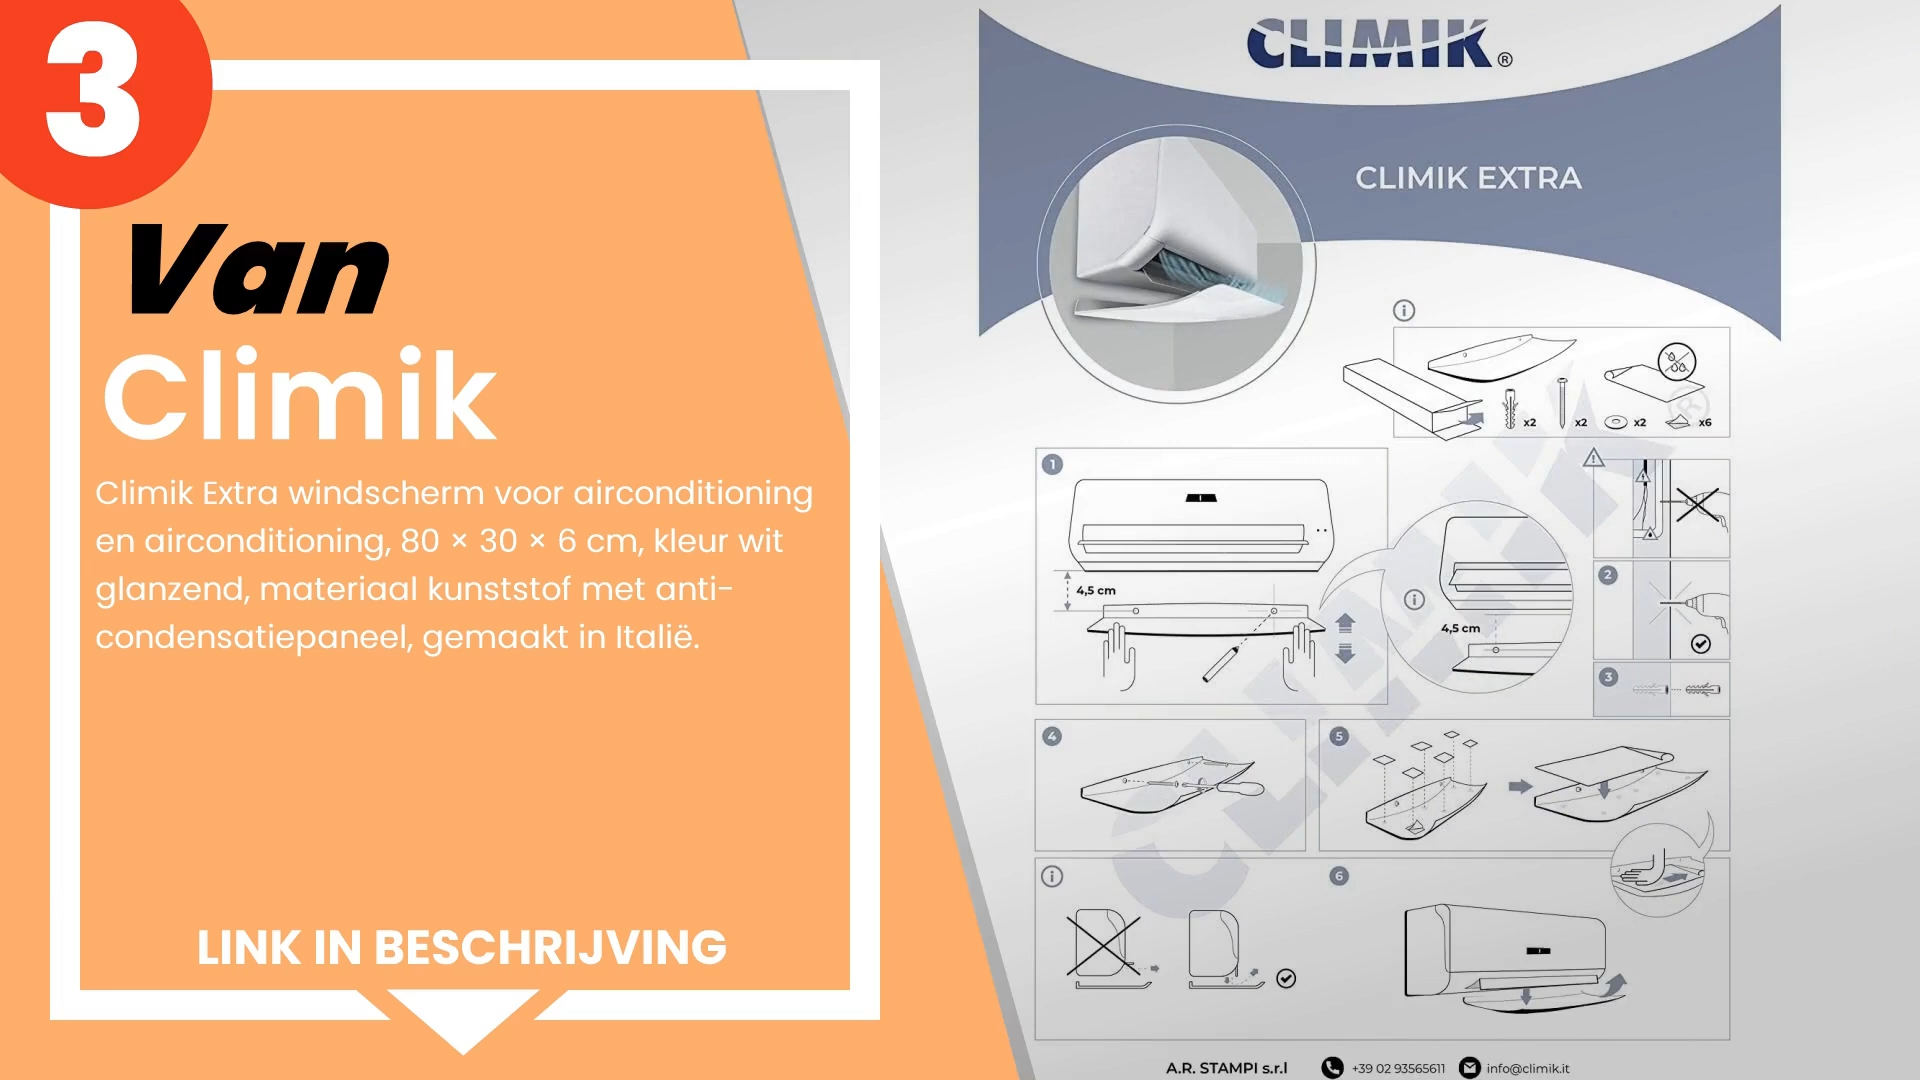 3
Van
Climik
Climik Extra windscherm voor airconditioning
en airconditioning, 80 × 30 × 6 cm, kleur wit
glanzend, materiaal kunststof met anti-
condensatiepaneel, gemaakt in Italië.
LINK IN BESCHRIJVING
CLIMIK®
CLIMIK EXTRA
i
x2
x2
x2
x6
1
4,5 cm
i
4,5 cm
2
3
4
5
i
6
CLIMIK®
A.R. STAMPI s.r.l
+39 02 93565611
info@climik.it